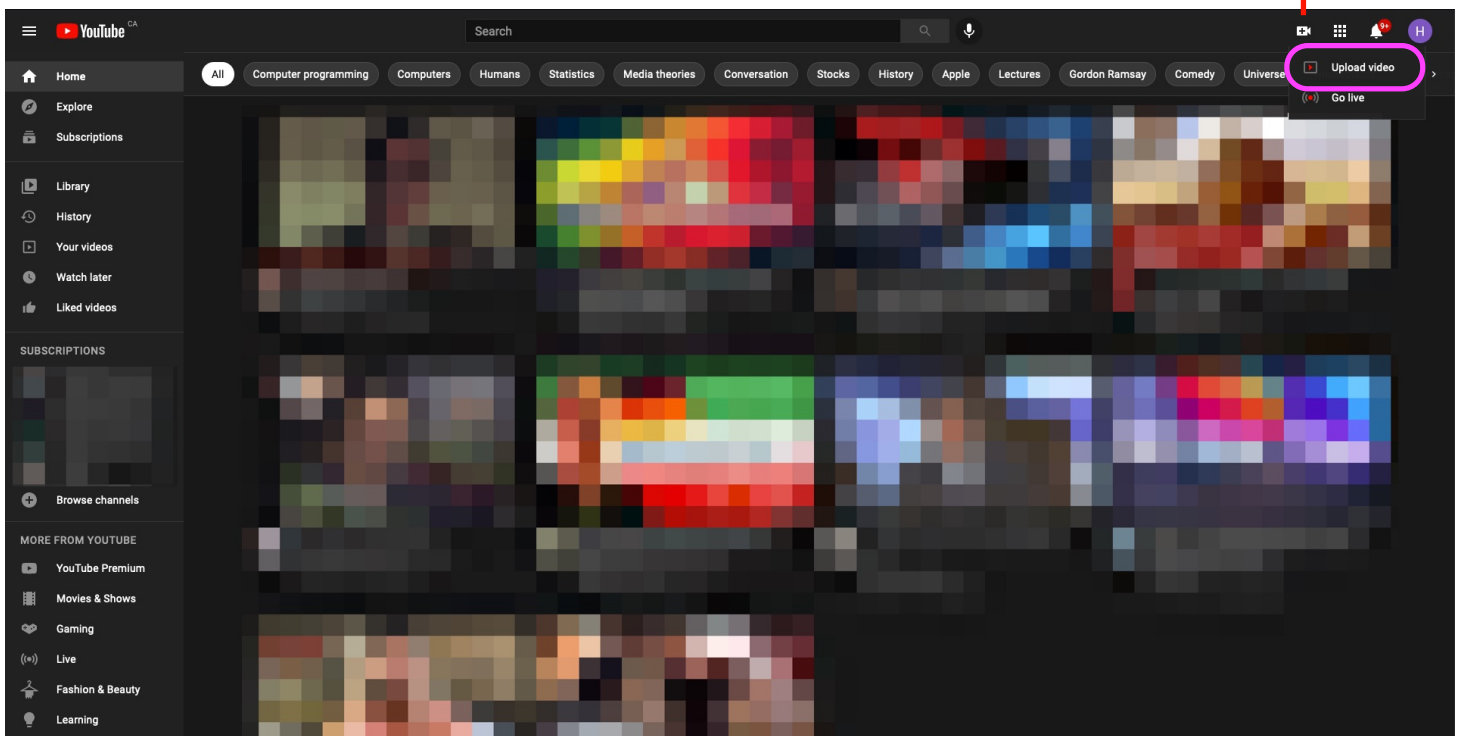 YouTube CA
Search
9+
H
Home
Explore
Subscriptions
Library
History
Your videos
Watch later
Liked videos
SUBSCRIPTIONS
Browse channels
MORE FROM YOUTUBE
YouTube Premium
Movies & Shows
Gaming
Live
Fashion & Beauty
Learning
All
Computer programming
Computers
Humans
Statistics
Media theories
Conversation
Stocks
History
Apple
Lectures
Gordon Ramsay
Comedy
Universe
Upload video
Go live